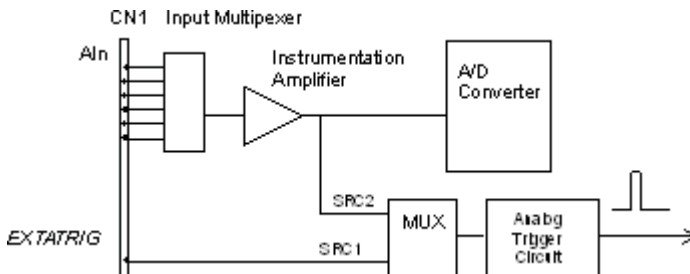 CN1 Input Multipexer
AIn
Instrumentation
Amplifier
A/D
Converter
SRC2
MUX
Analog
Trigger
Circuit
EXTATRIG
SRC1